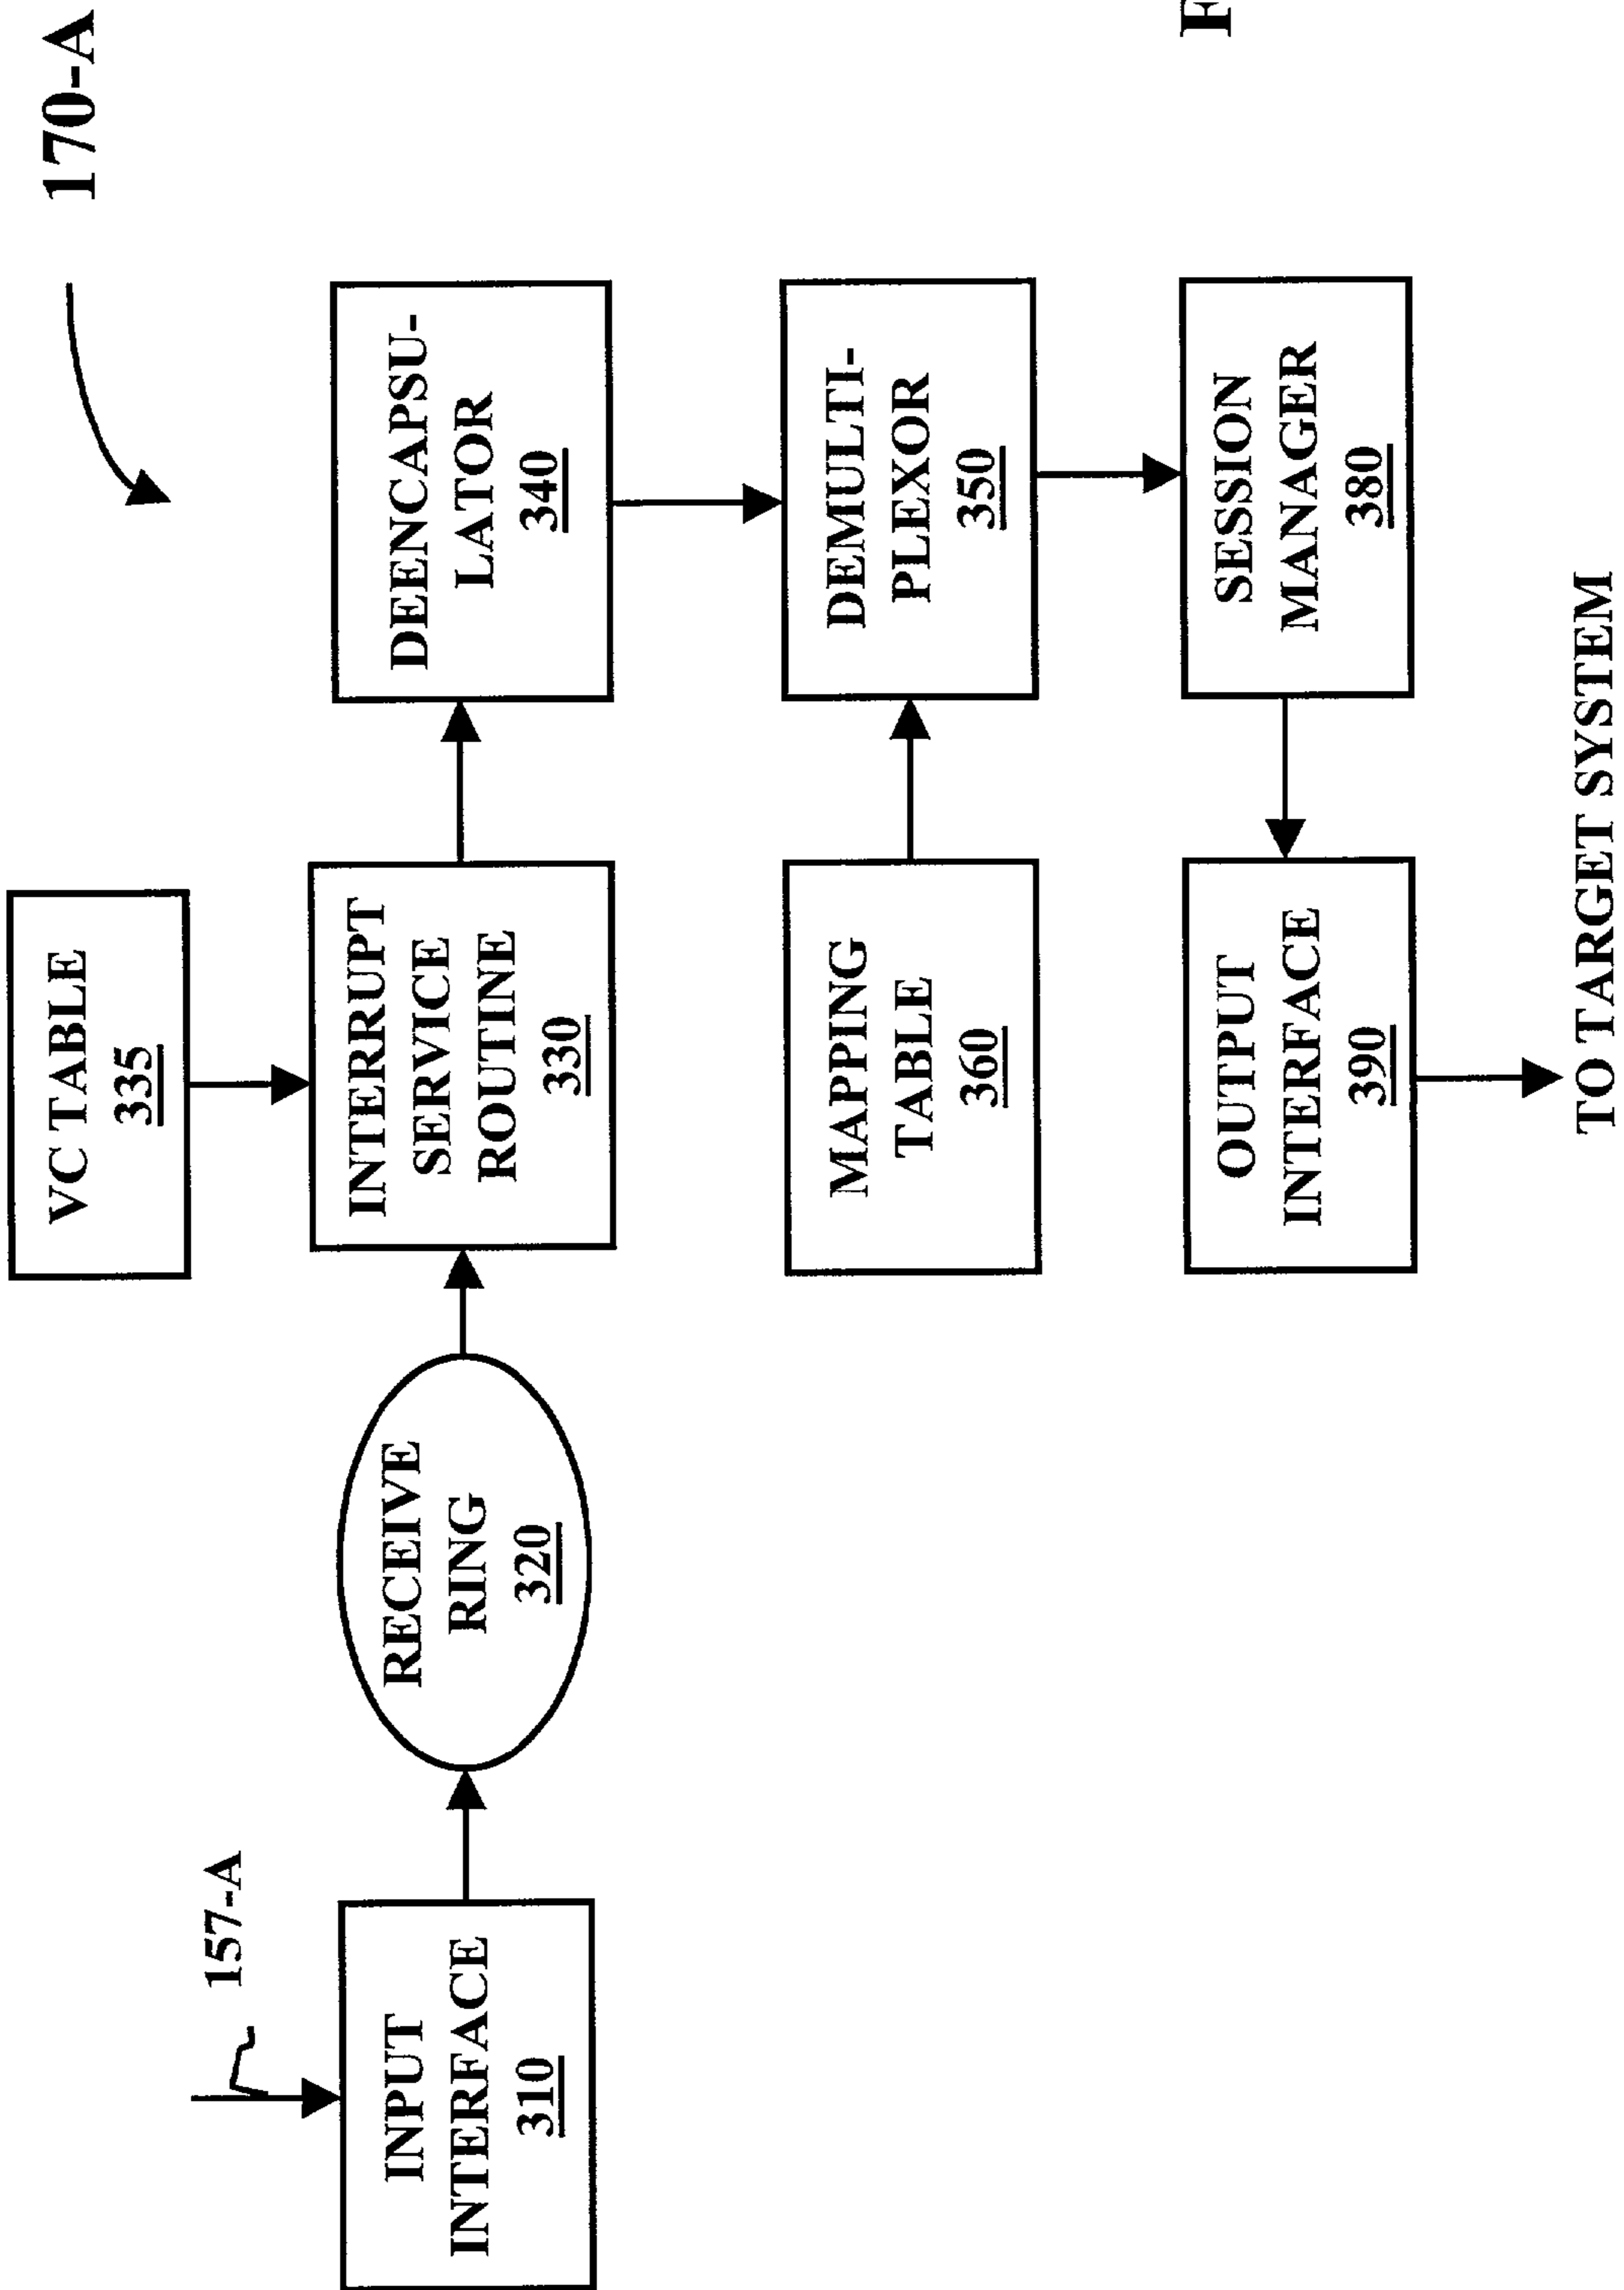 170-A
VC TABLE
335
157-A
INPUT
INTERFACE
310
RECEIVE
RING
320
INTERRUPT
SERVICE
ROUTINE
330
DEENCAPSU-
LATOR
340
MAPPING
TABLE
360
DEMULTI-
PLEXOR
350
OUTPUT
INTERFACE
390
SESSION
MANAGER
380
F
TO TARGET SYSTEM